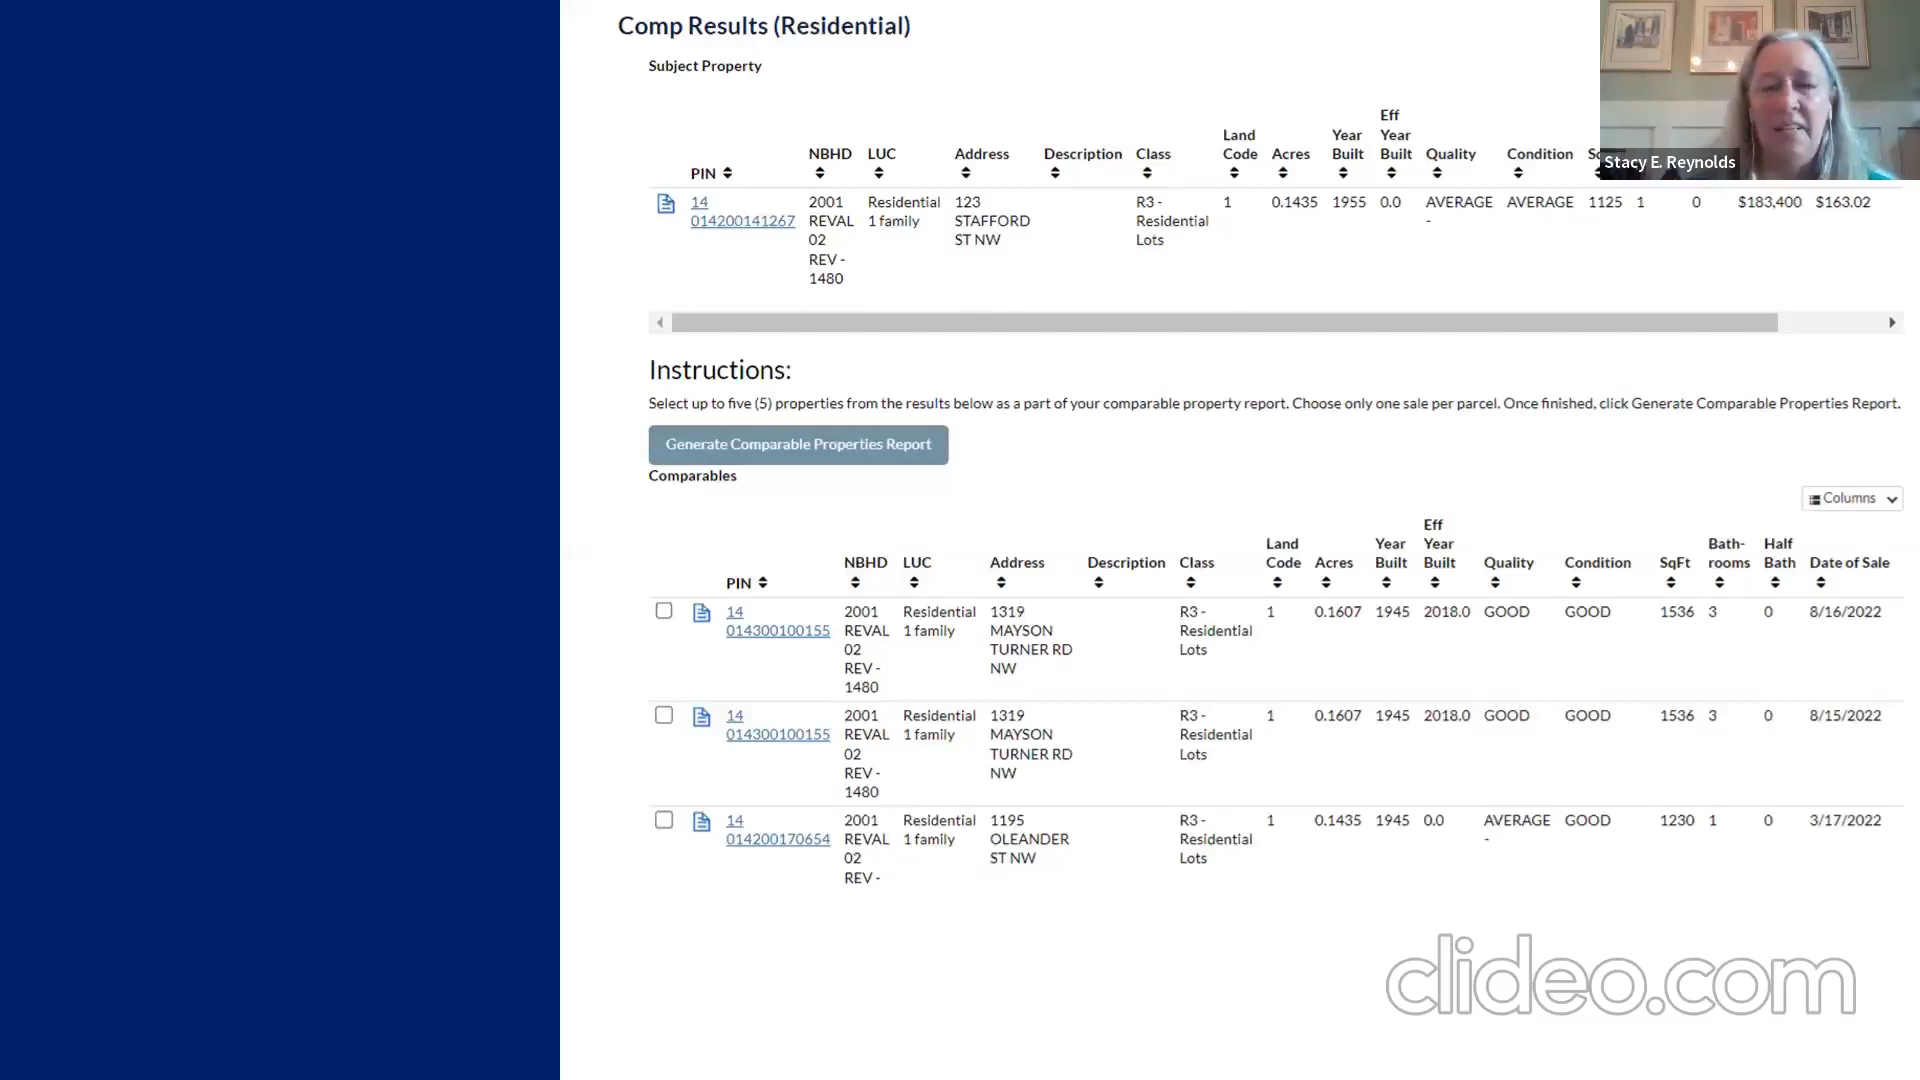 Comp Results (Residential)
Subject Property
PIN NBHD LUC Address Description Class Land Code Acres Year Built Eff Year Built Quality Condition
14 014200141267 2001 REVAL 02 REV - 1480 Residential 1 family 123 STAFFORD ST NW R3 - Residential Lots 1 0.1435 1955 0.0 AVERAGE - AVERAGE 1125 1 0 $183,400 $163.02
Stacy E. Reynolds
Instructions:
Select up to five (5) properties from the results below as a part of your comparable property report. Choose only one sale per parcel. Once finished, click Generate Comparable Properties Report.
Generate Comparable Properties Report
Comparables
Columns
PIN NBHD LUC Address Description Class Land Code Acres Year Built Eff Year Built Quality Condition SqFt Bath-rooms Half Bath Date of Sale
14 014300100155 2001 REVAL 02 REV - 1480 Residential 1 family 1319 MAYSON TURNER RD NW R3 - Residential Lots 1 0.1607 1945 2018.0 GOOD GOOD 1536 3 0 8/16/2022
14 014300100155 2001 REVAL 02 REV - 1480 Residential 1 family 1319 MAYSON TURNER RD NW R3 - Residential Lots 1 0.1607 1945 2018.0 GOOD GOOD 1536 3 0 8/15/2022
14 014200170654 2001 REVAL 02 REV - Residential 1 family 1195 OLEANDER ST NW R3 - Residential Lots 1 0.1435 1945 0.0 AVERAGE - GOOD 1230 1 0 3/17/2022
clideo.com